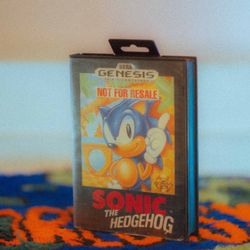 SEGA
GENESIS
NOT FOR RESALE
SONIC
THE
HEDGEHOG